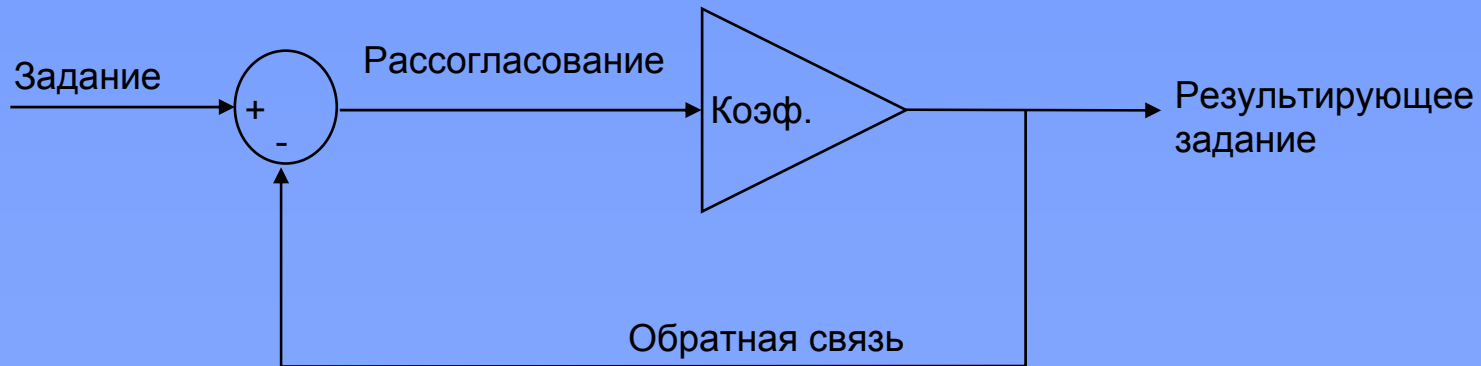 Задание
Рассогласование
+
-
Коэф.
Результирующее
задание
Обратная связь